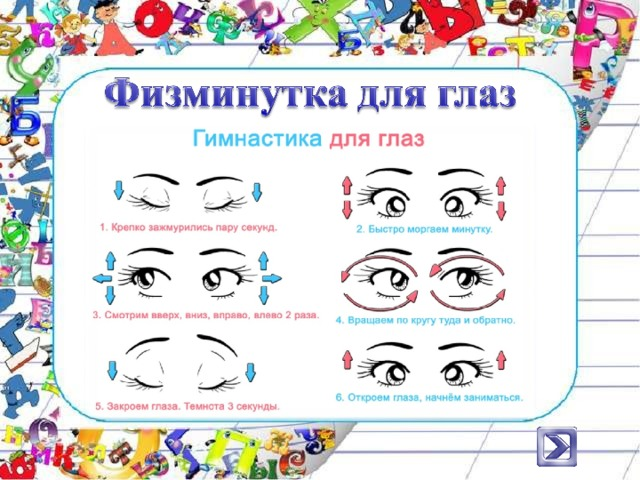 Физминутка для глаз
Гимнастика для глаз
1. Крепко зажмурились пару секунд.
2. Быстро моргаем минутку.
3. Смотрим вверх, вниз, вправо, влево 2 раза.
4. Вращаем по кругу туда и обратно.
5. Закроем глаза. Темнота 3 секунды.
6. Откроем глаза, начнём заниматься.